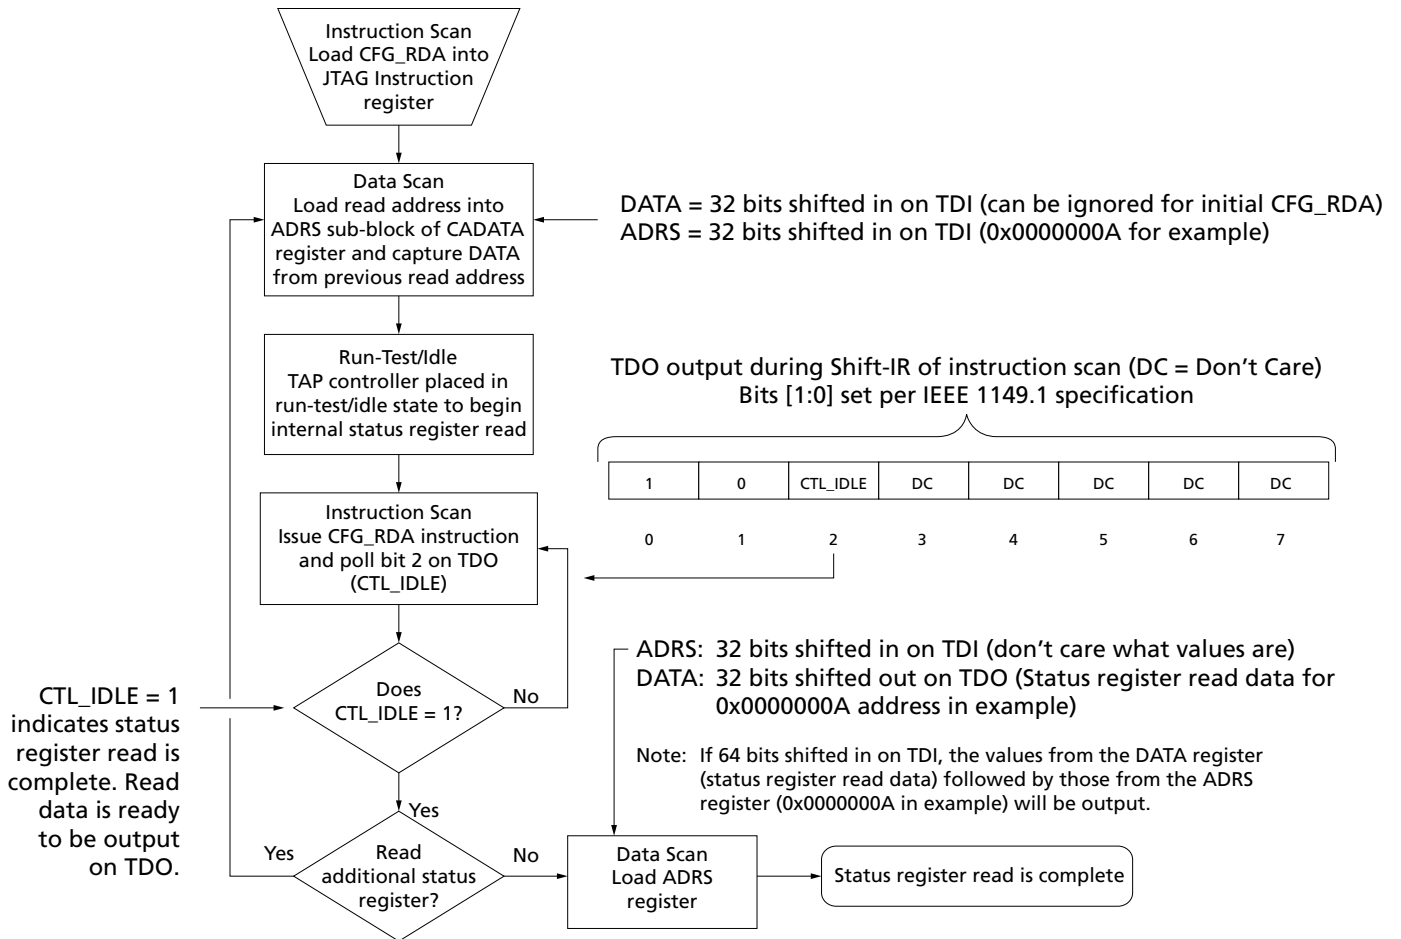 Instruction Scan
Load CFG_RDA into
JTAG Instruction
register
Data Scan
Load read address into
ADRS sub-block of CADATA
register and capture DATA
from previous read address
DATA = 32 bits shifted in on TDI (can be ignored for initial CFG_RDA)
ADRS = 32 bits shifted in on TDI (0x0000000A for example)
Run-Test/Idle
TAP controller placed in
run-test/idle state to begin
internal status register read
TDO output during Shift-IR of instruction scan (DC = Don’t Care)
Bits [1:0] set per IEEE 1149.1 specification
1 0 CTL_IDLE DC DC DC DC DC
0 1 2 3 4 5 6 7
Instruction Scan
Issue CFG_RDA instruction
and poll bit 2 on TDO
(CTL_IDLE)
Does
CTL_IDLE = 1?
No
Yes
CTL_IDLE = 1
indicates status
register read is
complete. Read
data is ready
to be output
on TDO.
ADRS: 32 bits shifted in on TDI (don’t care what values are)
DATA: 32 bits shifted out on TDO (Status register read data for
0x0000000A address in example)
Note: If 64 bits shifted in on TDI, the values from the DATA register
(status register read data) followed by those from the ADRS
register (0x0000000A in example) will be output.
Read
additional status
register?
Yes
No
Data Scan
Load ADRS
register
Status register read is complete